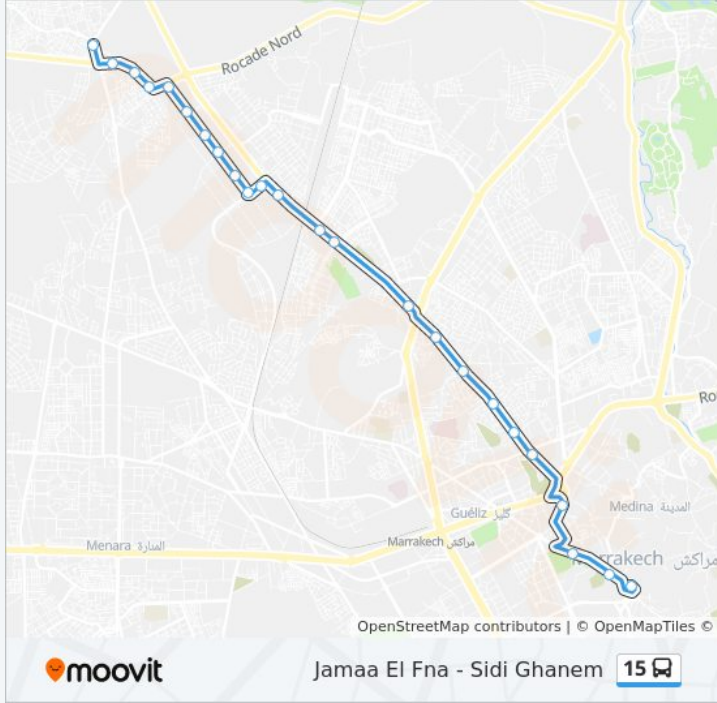 Rocade Nord
Ro
Guéliz كليز
Medina المدينة
Menara المنارة
Marrakech مراكش
Marrakech مراكش
OpenStreetMap contributors | © OpenMapTiles ©
moovit
Jamaa El Fna - Sidi Ghanem 15